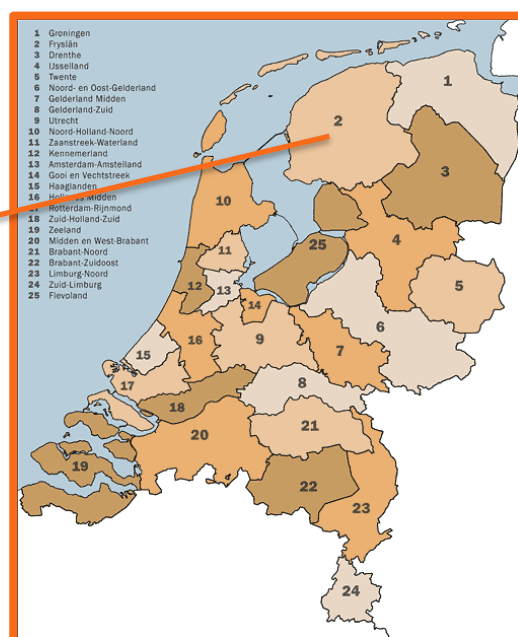 1 Groningen
2 Fryslân
3 Drenthe
4 IJsselland
5 Twente
6 Noord- en Oost-Gelderland
7 Gelderland Midden
8 Gelderland-Zuid
9 Utrecht
10 Noord-Holland-Noord
11 Zaanstreek-Waterland
12 Kennemerland
13 Amsterdam-Amstelland
14 Gooi en Vechtstreek
15 Haaglanden
16 Hollands Midden
17 Rotterdam-Rijnmond
18 Zuid-Holland-Zuid
19 Zeeland
20 Midden en West-Brabant
21 Brabant-Noord
22 Brabant-Zuidoost
23 Limburg-Noord
24 Zuid-Limburg
25 Flevoland
1
2
3
10
4
25
11
5
12
13
14
6
16
9
15
7
17
8
18
21
20
19
22
23
24